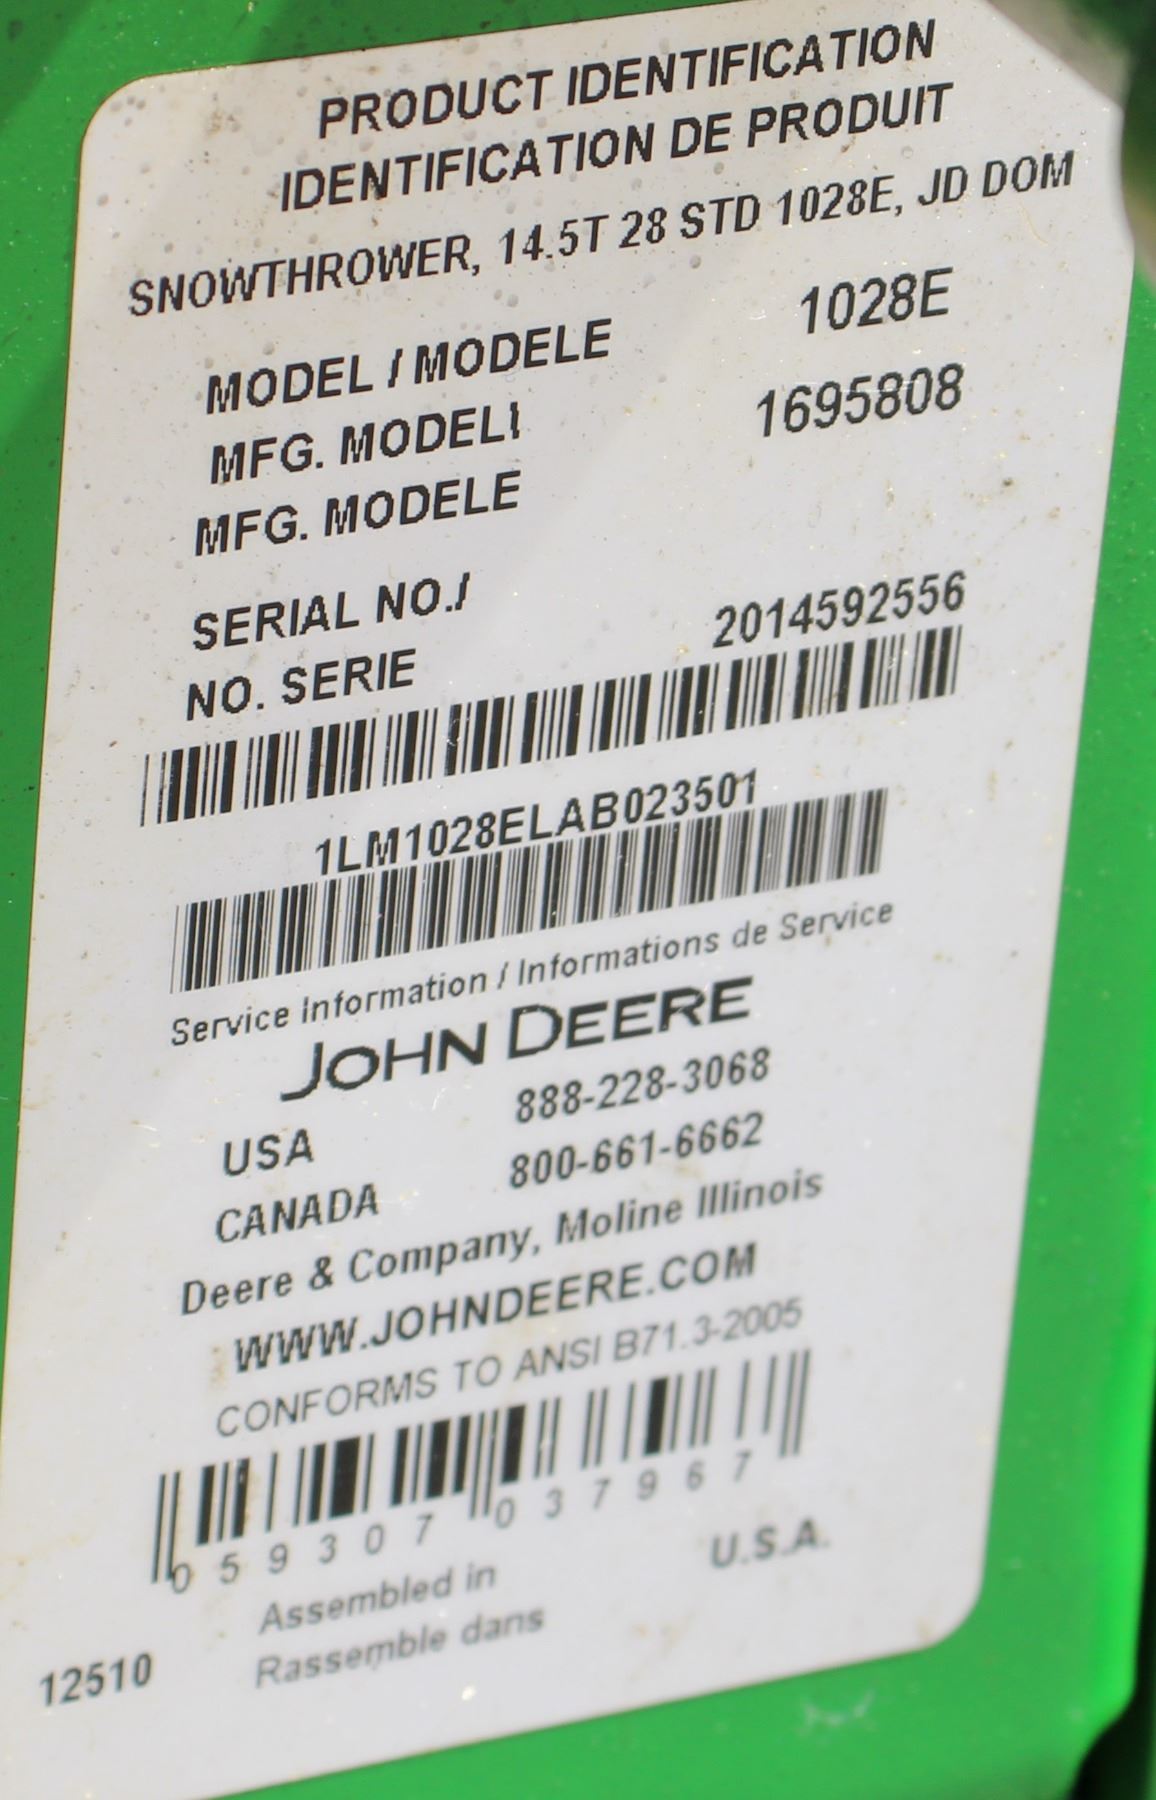 PRODUCT IDENTIFICATION
IDENTIFICATION DE PRODUIT
SNOWTHROWER, 14.5T 28 STD 1028E, JD DOM
MODEL / MODELE 1028E
MFG. MODEL/ 1695808
MFG. MODELE
SERIAL NO./
NO. SERIE 2014592556
1LM1028ELAB023501
Service Information / Informations de Service
JOHN DEERE
USA 888-228-3068
CANADA 800-661-6662
Deere & Company, Moline Illinois
WWW.JOHNDEERE.COM
CONFORMS TO ANSI B71.3-2005
0 59307 03796 7
Assembled in U.S.A.
Rassemble dans
12510